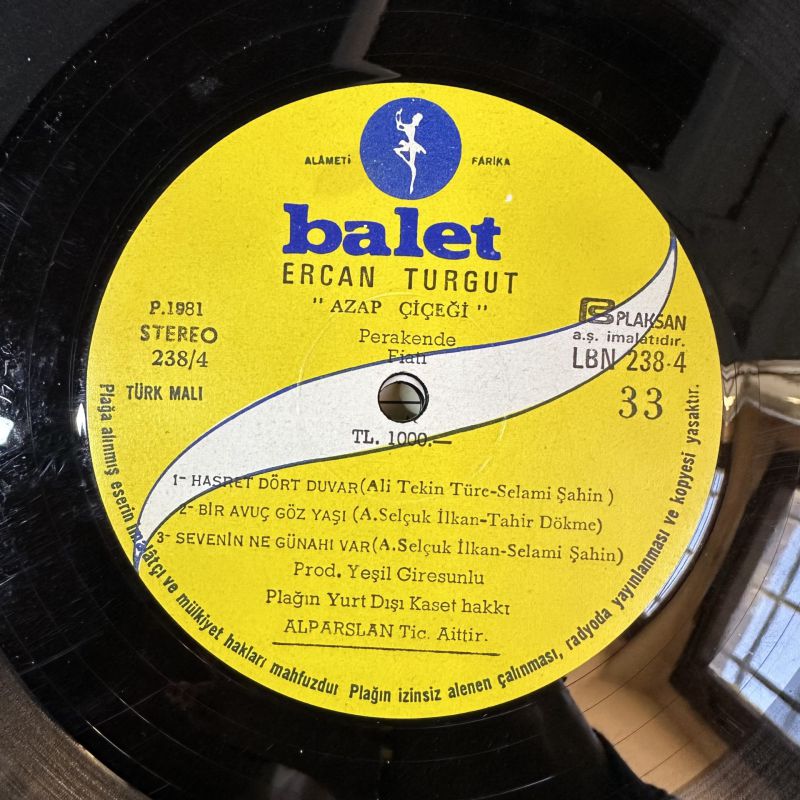 ALÂMETİ FARİKA
balet
ERCAN TURGUT
"AZAP ÇİÇEĞİ"
P.1981
STEREO
238/4
TÜRK MALI
Perakende
Fiatı
TL. 1000.—
PLAKSAN
a.ş. imalatıdır.
LBN 238-4
33
1- HASRET DÖRT DUVAR (Ali Tekin Türe-Selami Şahin)
2- BİR AVUÇ GÖZ YAŞI (A.Selçuk İlkan-Tahir Dökme)
3- SEVENİN NE GÜNAHI VAR (A.Selçuk İlkan-Selami Şahin)
Prod. Yeşil Giresunlu
Plağın Yurt Dışı Kaset hakkı
ALPARSLAN Tic. Aittir.
Plağa alınmış eserin imalâtçı ve mülkiyet hakları mahfuzdur Plağın izinsiz alenen çalınması, radyoda yayınlanması ve kopyesi yasaktır.